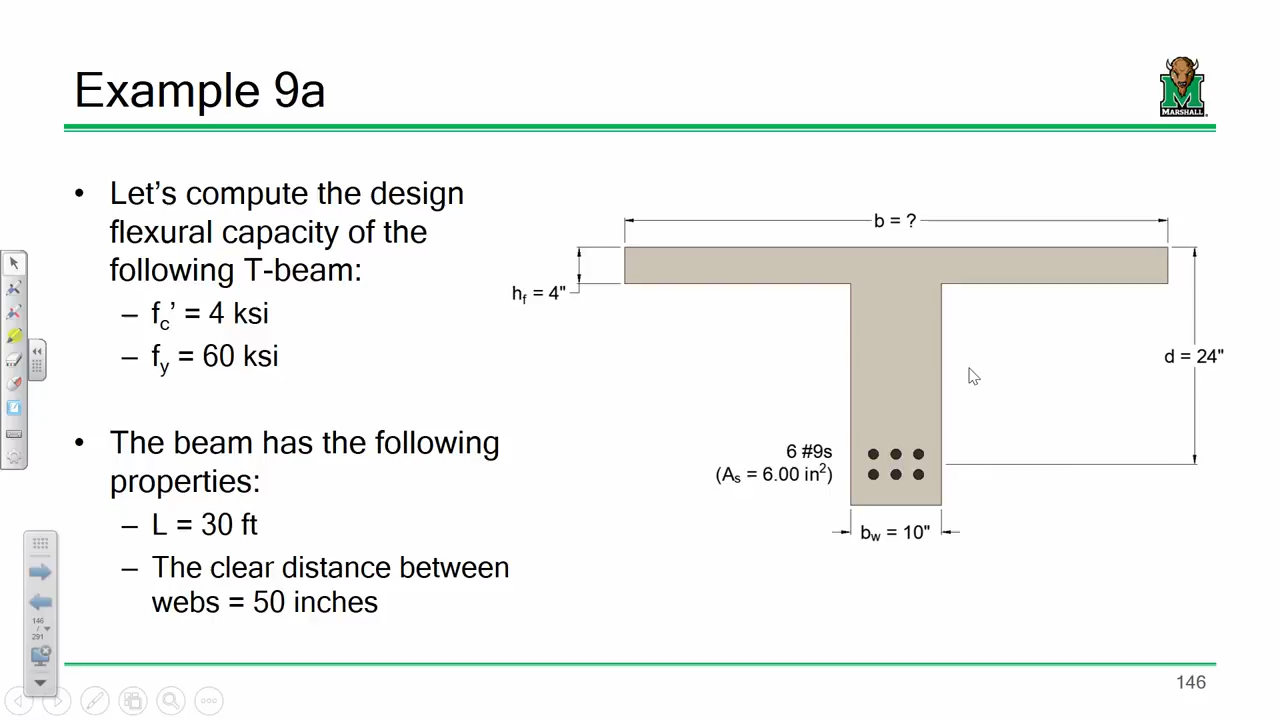 Example 9a
MARSHALL
• Let's compute the design
flexural capacity of the
following T-beam:
– fc' = 4 ksi
– fy = 60 ksi
• The beam has the following
properties:
– L = 30 ft
– The clear distance between
webs = 50 inches
b = ?
hf = 4"
d = 24"
6 #9s
(As = 6.00 in²)
bw = 10"
146
/
291
146